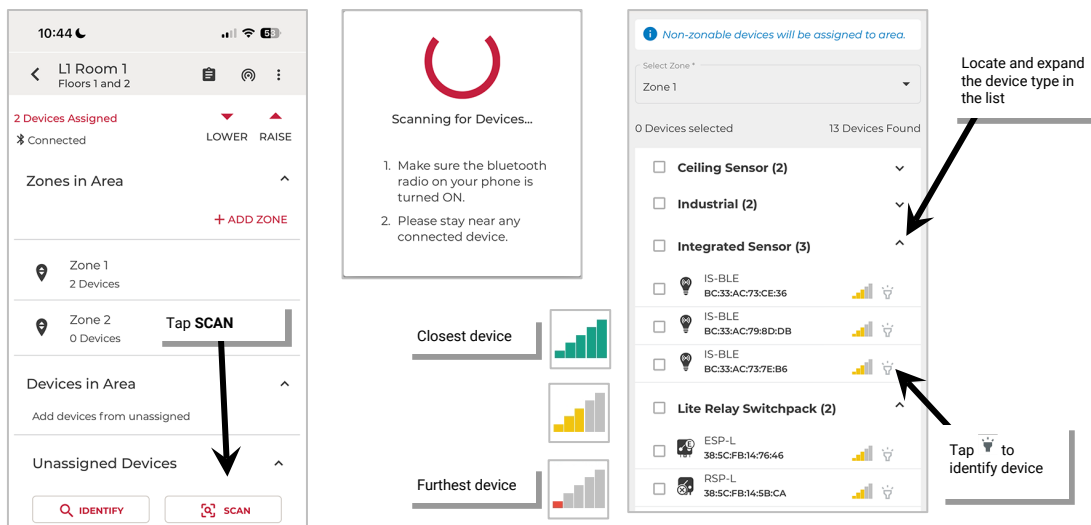 10:44
53
L1 Room 1
Floors 1 and 2
2 Devices Assigned
Connected
LOWER
RAISE
Zones in Area
+ ADD ZONE
Zone 1
2 Devices
Zone 2
0 Devices
Tap SCAN
Devices in Area
Add devices from unassigned
Unassigned Devices
IDENTIFY
SCAN
Scanning for Devices...
1. Make sure the bluetooth
radio on your phone is
turned ON.
2. Please stay near any
connected device.
Closest device
Furthest device
Non-zonable devices will be assigned to area.
Select Zone *
Zone 1
0 Devices selected
13 Devices Found
Ceiling Sensor (2)
Industrial (2)
Integrated Sensor (3)
IS-BLE
BC:33:AC:73:CE:36
IS-BLE
BC:33:AC:79:8D:DB
IS-BLE
BC:33:AC:73:7E:B6
Lite Relay Switchpack (2)
ESP-L
38:5C:FB:14:76:46
RSP-L
38:5C:FB:14:5B:CA
Locate and expand
the device type in
the list
Tap to
identify device